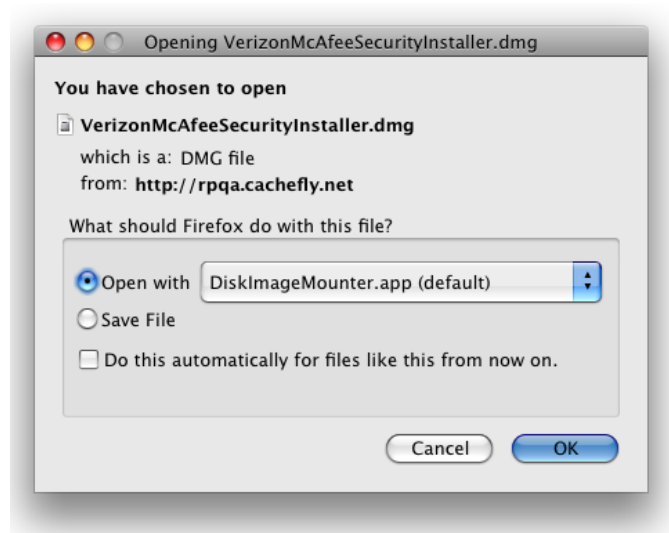 Opening VerizonMcAfeeSecurityInstaller.dmg
You have chosen to open
VerizonMcAfeeSecurityInstaller.dmg
which is a: DMG file
from: http://rpqa.cachefly.net
What should Firefox do with this file?
Open with DiskImageMounter.app (default)
Save File
Do this automatically for files like this from now on.
Cancel OK